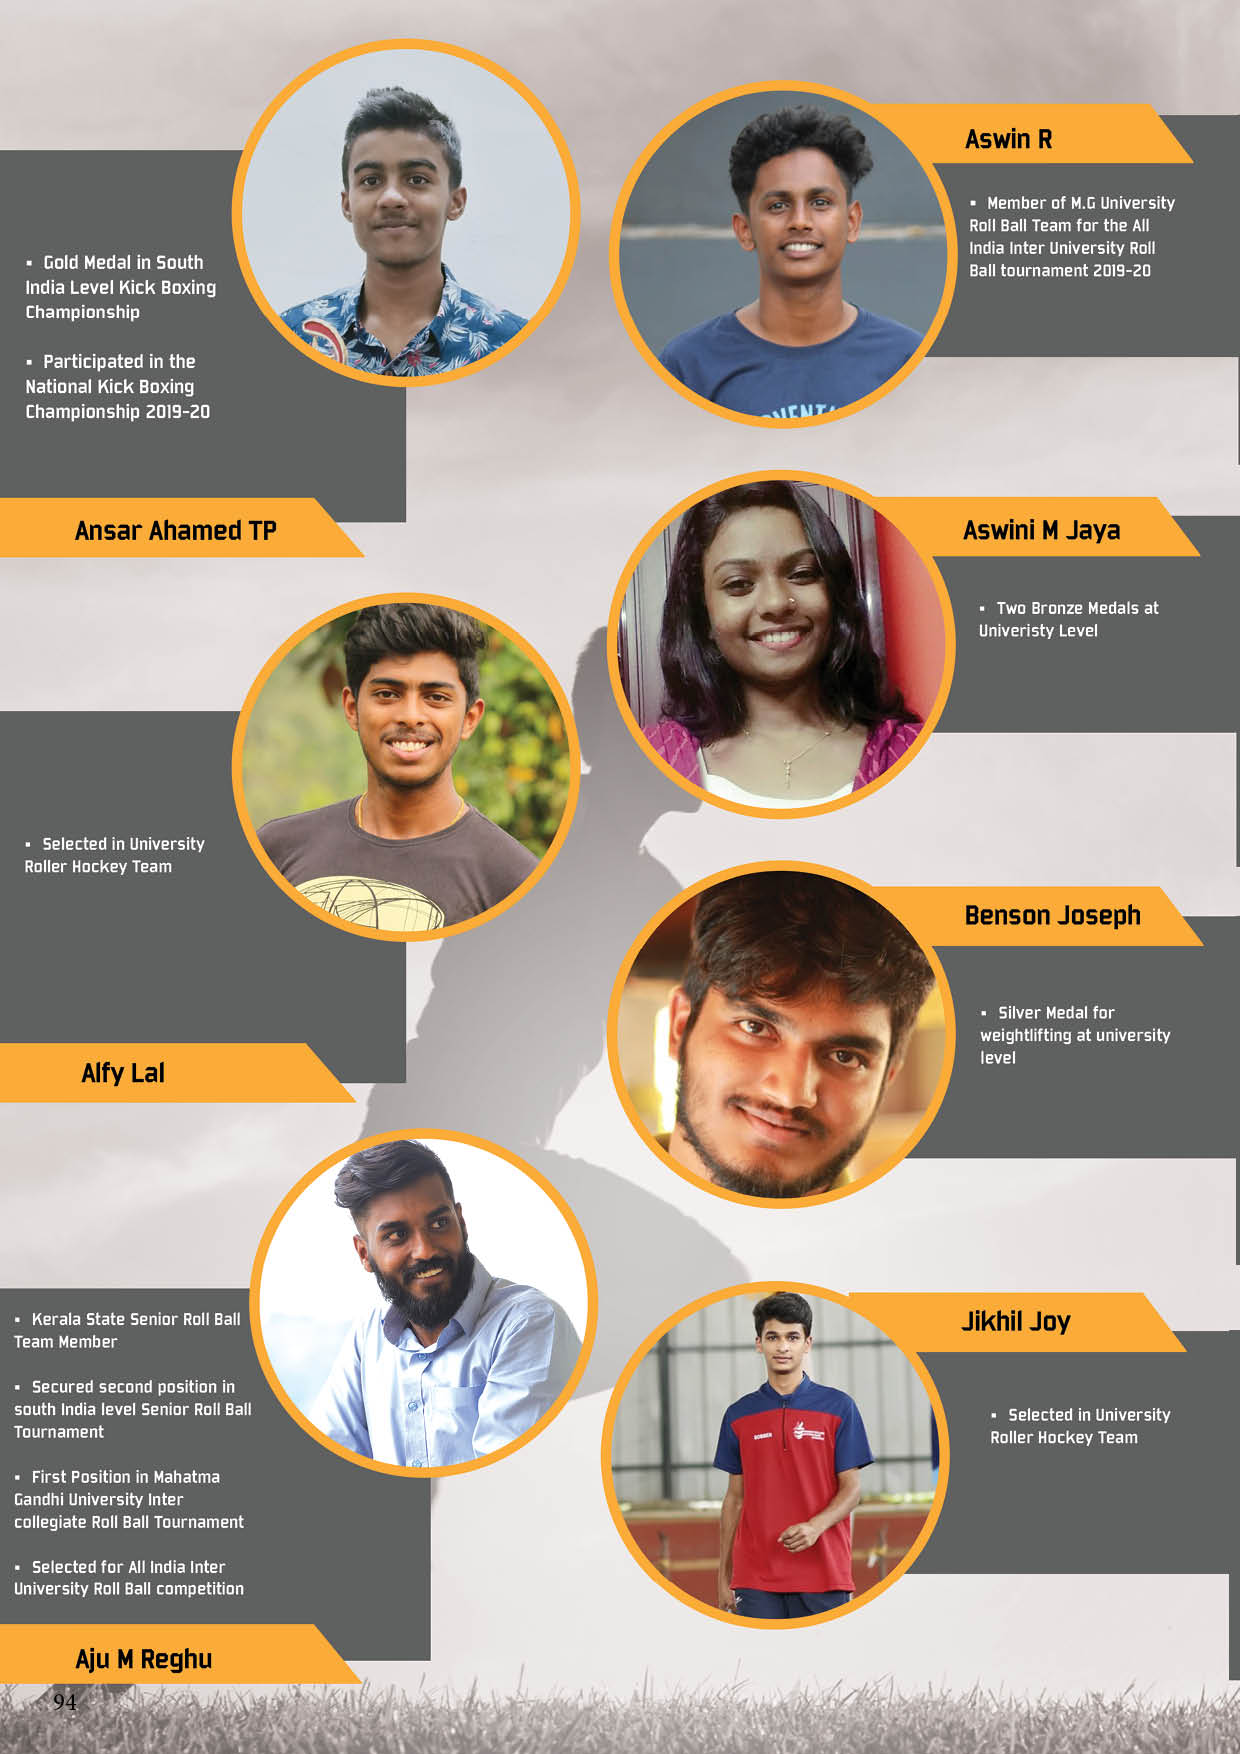 ▪ Gold Medal in South
India Level Kick Boxing
Championship
▪ Participated in the
National Kick Boxing
Championship 2019-20
Ansar Ahamed TP
Aswin R
▪ Member of M.G University
Roll Ball Team for the All
India Inter University Roll
Ball tournament 2019-20
Aswini M Jaya
▪ Two Bronze Medals at
Univeristy Level
▪ Selected in University
Roller Hockey Team
Alfy Lal
Benson Joseph
▪ Silver Medal for
weightlifting at university
level
▪ Kerala State Senior Roll Ball
Team Member
▪ Secured second position in
south India level Senior Roll Ball
Tournament
▪ First Position in Mahatma
Gandhi University Inter
collegiate Roll Ball Tournament
▪ Selected for All India Inter
University Roll Ball competition
Aju M Reghu
Jikhil Joy
▪ Selected in University
Roller Hockey Team
94